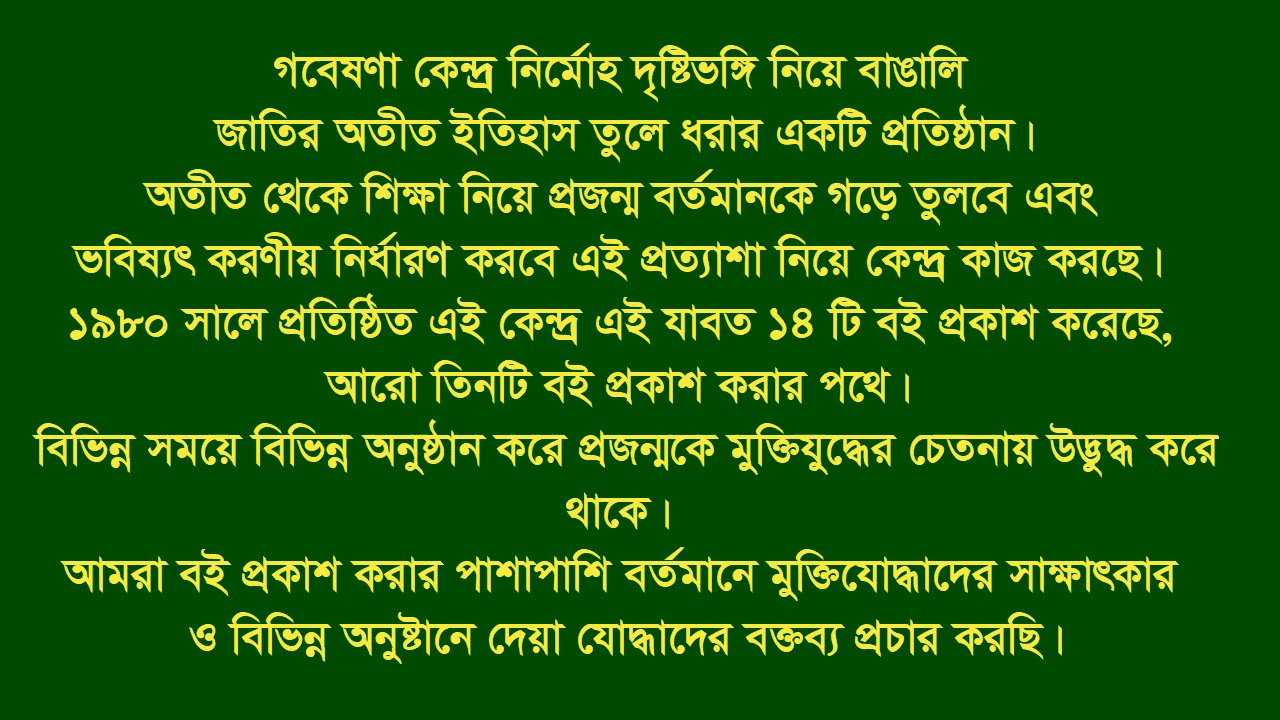 গবেষণা কেন্দ্র নির্মোহ দৃষ্টিভঙ্গি নিয়ে বাঙালি
জাতির অতীত ইতিহাস তুলে ধরার একটি প্রতিষ্ঠান।
অতীত থেকে শিক্ষা নিয়ে প্রজন্ম বর্তমানকে গড়ে তুলবে এবং
ভবিষ্যৎ করণীয় নির্ধারণ করবে এই প্রত্যাশা নিয়ে কেন্দ্র কাজ করছে।
১৯৮০ সালে প্রতিষ্ঠিত এই কেন্দ্র এই যাবত ১৪ টি বই প্রকাশ করেছে,
আরো তিনটি বই প্রকাশ করার পথে।
বিভিন্ন সময়ে বিভিন্ন অনুষ্ঠান করে প্রজন্মকে মুক্তিযুদ্ধের চেতনায় উদ্ভুদ্ধ করে
থাকে।
আমরা বই প্রকাশ করার পাশাপাশি বর্তমানে মুক্তিযোদ্ধাদের সাক্ষাৎকার
ও বিভিন্ন অনুষ্টানে দেয়া যোদ্ধাদের বক্তব্য প্রচার করছি।